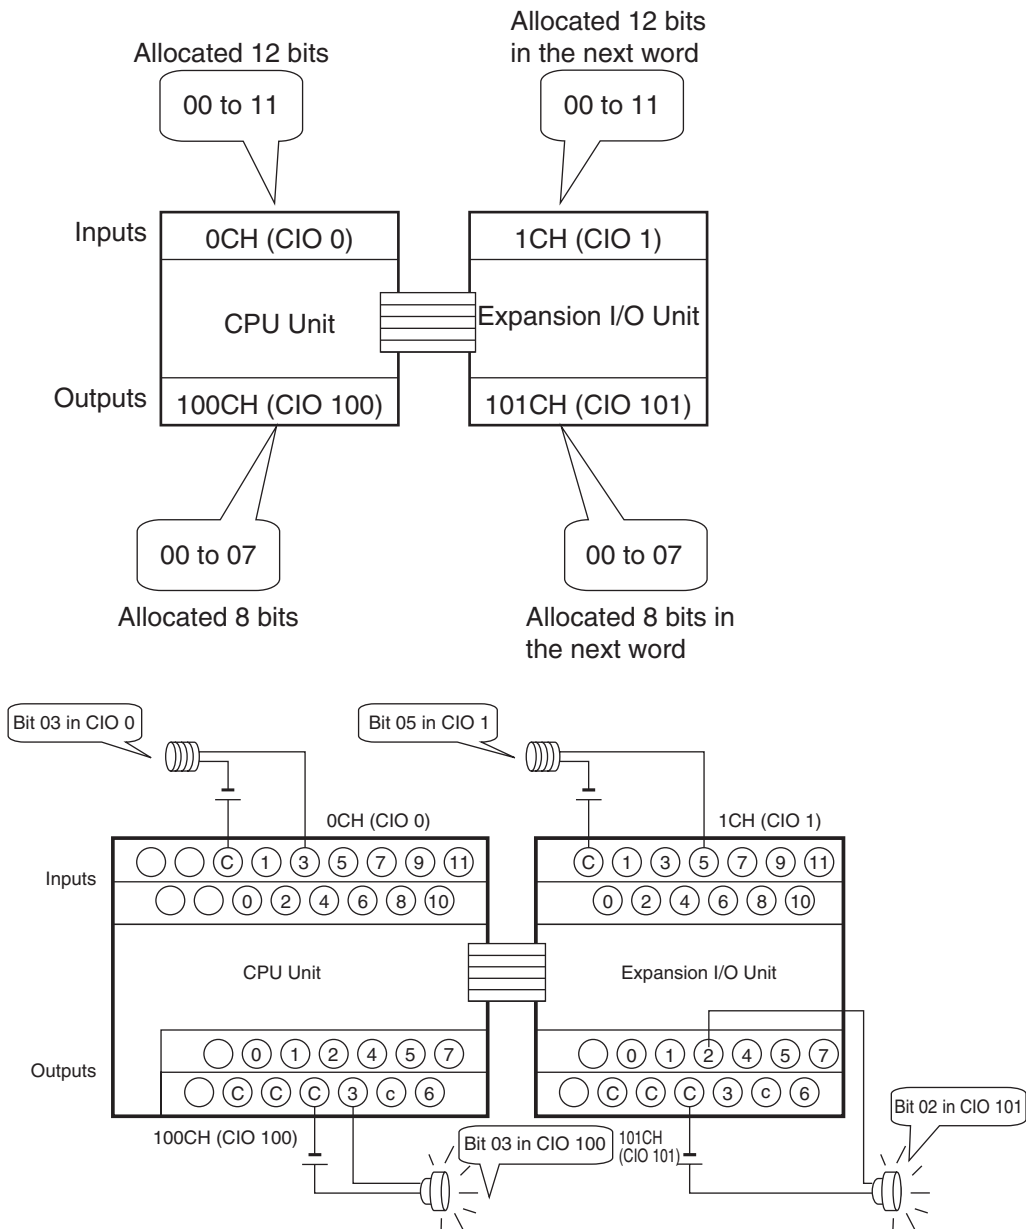 Allocated 12 bits
Allocated 12 bits
in the next word
00 to 11
00 to 11
Inputs
0CH (CIO 0)
1CH (CIO 1)
CPU Unit
Expansion I/O Unit
Outputs
100CH (CIO 100)
101CH (CIO 101)
00 to 07
00 to 07
Allocated 8 bits
Allocated 8 bits in
the next word
Bit 03 in CIO 0
Bit 05 in CIO 1
0CH (CIO 0)
1CH (CIO 1)
Inputs
C 1 3 5 7 9 11
0 2 4 6 8 10
C 1 3 5 7 9 11
0 2 4 6 8 10
CPU Unit
Expansion I/O Unit
Outputs
0 1 2 4 5 7
C C C 3 c 6
0 1 2 4 5 7
C C C 3 c 6
100CH (CIO 100)
Bit 03 in CIO 100
101CH
(CIO 101)
Bit 02 in CIO 101